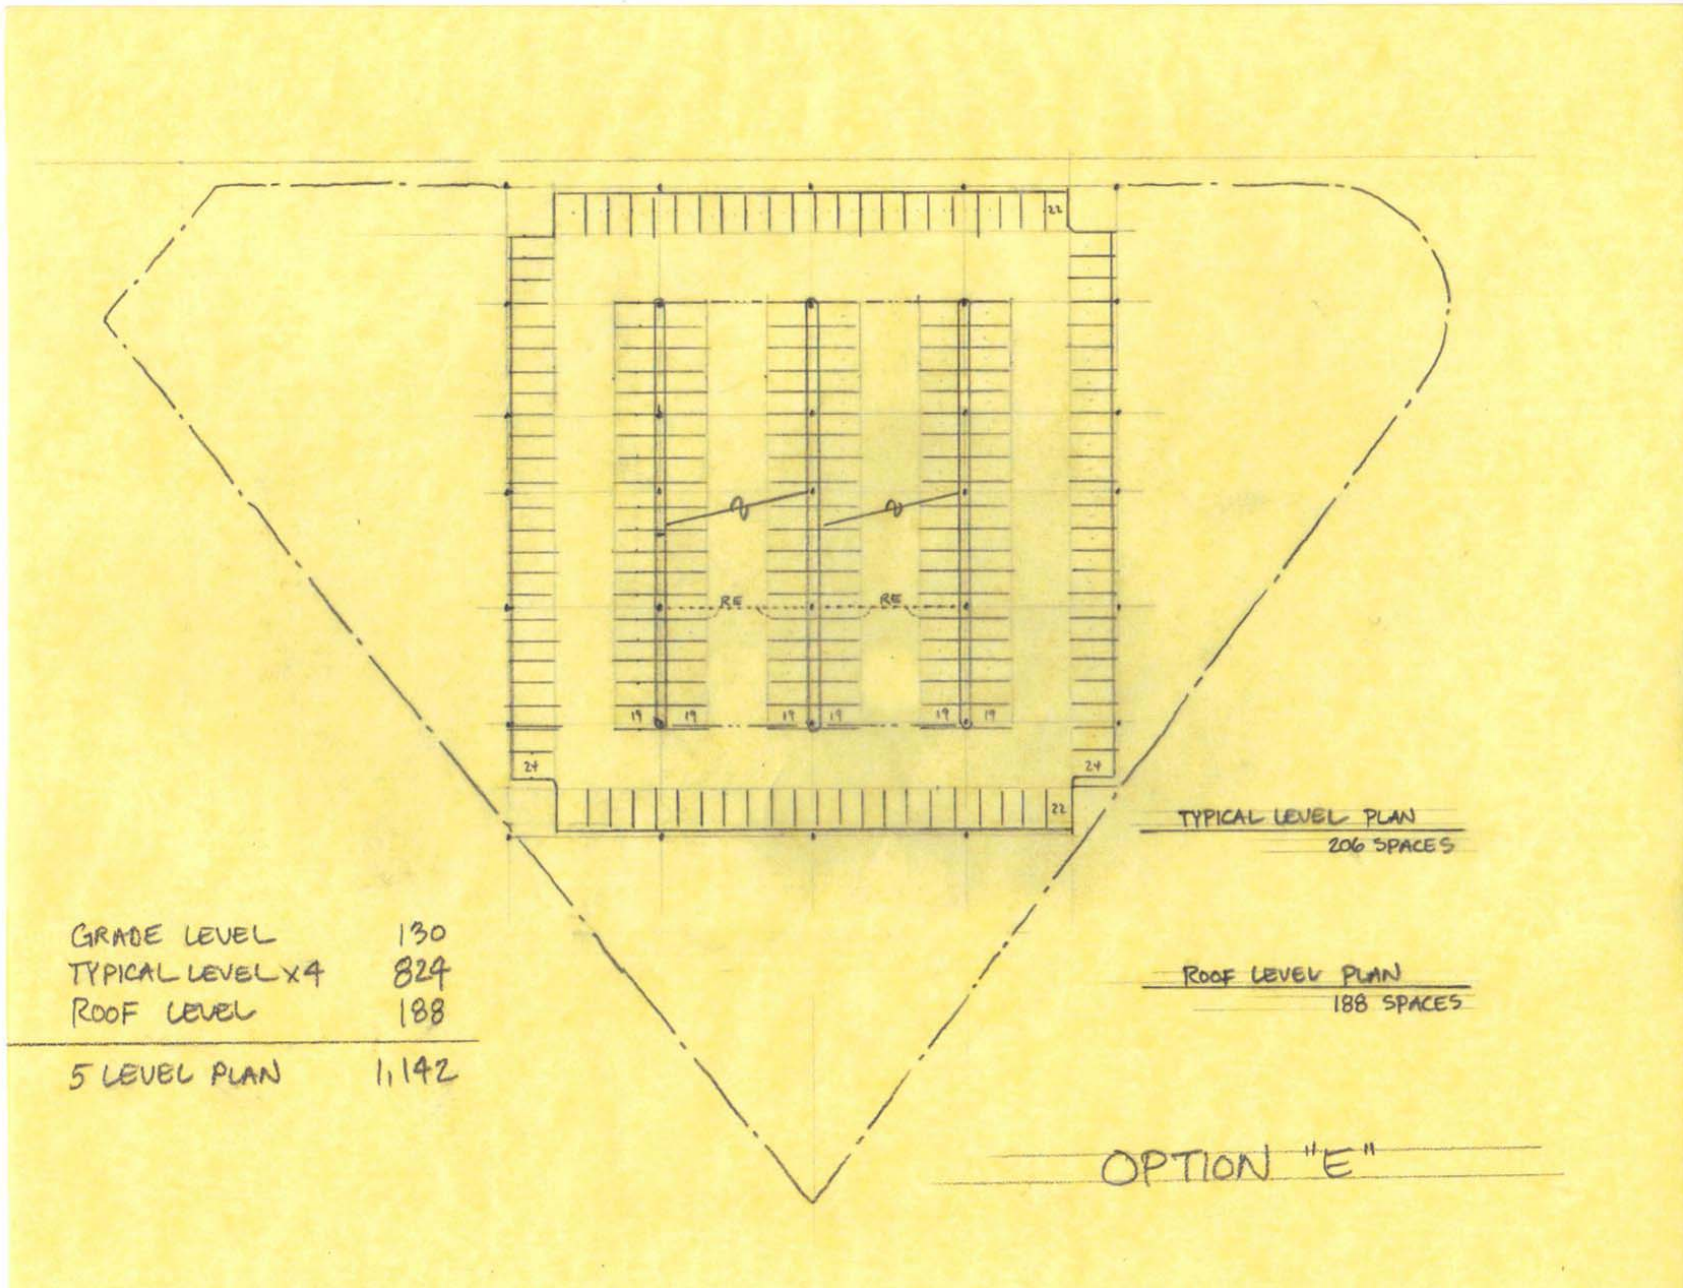 22
RE RE
19 19 19 19 19 19
24 24
22
TYPICAL LEVEL PLAN
206 SPACES
GRADE LEVEL 130
TYPICAL LEVEL X4 824
ROOF LEVEL 188
5 LEVEL PLAN 1,142
ROOF LEVEL PLAN
188 SPACES
OPTION "E"